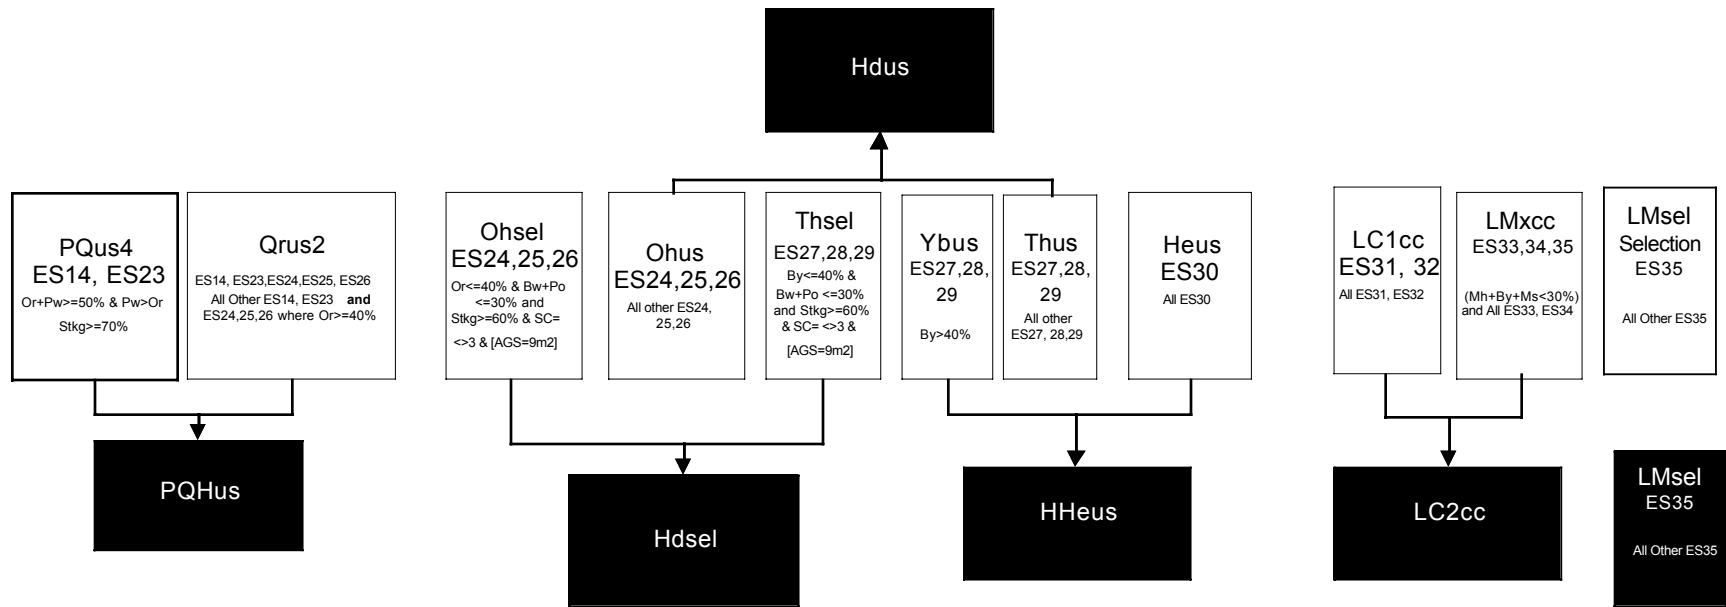 Hdus
PQus4
ES14, ES23
Or+Pw>=50% & Pw>Or
Stkg>=70%
Qrus2
ES14, ES23,ES24,ES25, ES26
All Other ES14, ES23 and
ES24,25,26 where Or>=40%
Ohsel
ES24,25,26
Or<=40% & Bw+Po
<=30% and
Stkg>=60% & SC=
<>3 & [AGS=9m2]
Ohus
ES24,25,26
All other ES24,
25,26
Thsel
ES27,28,29
By<=40% &
Bw+Po <=30%
and Stkg>=60%
& SC= <>3 &
[AGS=9m2]
Ybus
ES27,28,
29
By>40%
Thus
ES27,28,
29
All other
ES27, 28,29
Heus
ES30
All ES30
LC1cc
ES31, 32
All ES31, ES32
LMxcc
ES33,34,35
(Mh+By+Ms<30%)
and All ES33, ES34
LMsel
Selection
ES35
All Other ES35
PQHus
Hdsel
HHeus
LC2cc
LMsel
ES35
All Other ES35